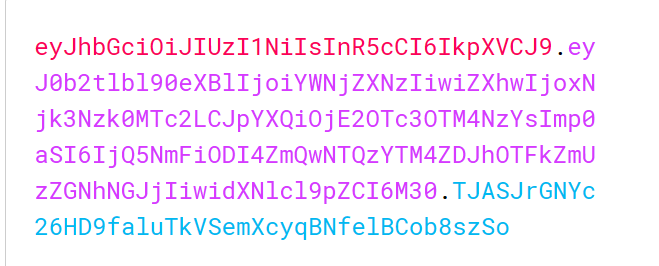 eyJhbGciOiJIUzI1NiIsInR5cCI6IkpXVCJ9.ey
J0b2tlbl90eXBlIjoiYWNjZXNzIiwiZXhwIjoxN
jk3Nzk0MTc2LCJpYXQiOjE2OTc3OTM4NzYsImp0
aSI6IjQ5NmFiODI4ZmQwNTQzYTM4ZDJhOTFkZmU
zZGNhNGJjIiwidXNlcl9pZCI6M30.TJASJrGNYc
26HD9faluTkVSemXcyqBNfelBCob8szSo